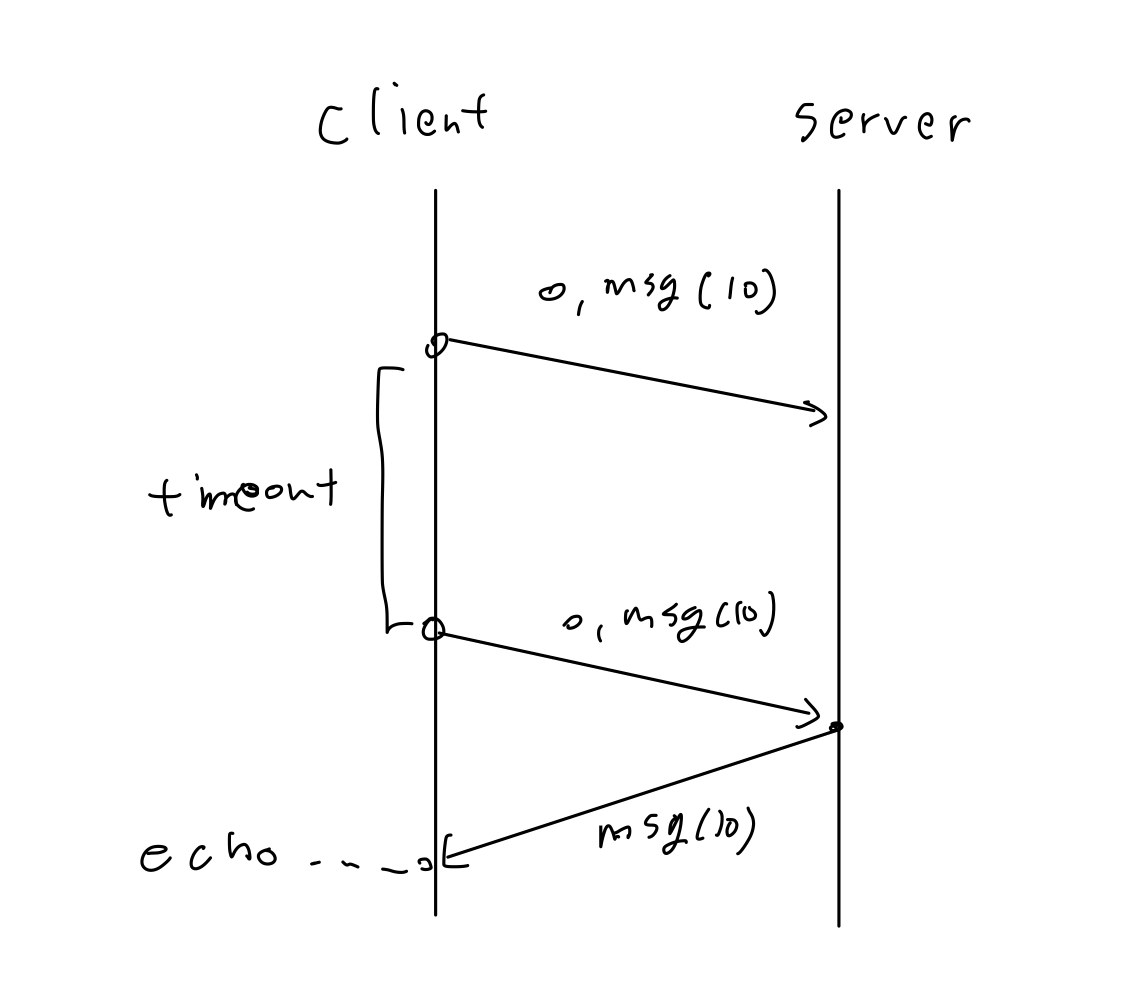 client
server
0, msg(10)
timeout
0, msg(10)
msg(10)
echo ----